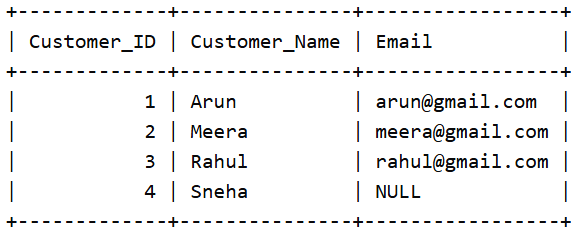 +-------------+---------------+-----------------+
| Customer_ID | Customer_Name | Email           |
+-------------+---------------+-----------------+
|           1 | Arun          | arun@gmail.com  |
|           2 | Meera         | meera@gmail.com |
|           3 | Rahul         | rahul@gmail.com |
|           4 | Sneha         | NULL            |
+-------------+---------------+-----------------+